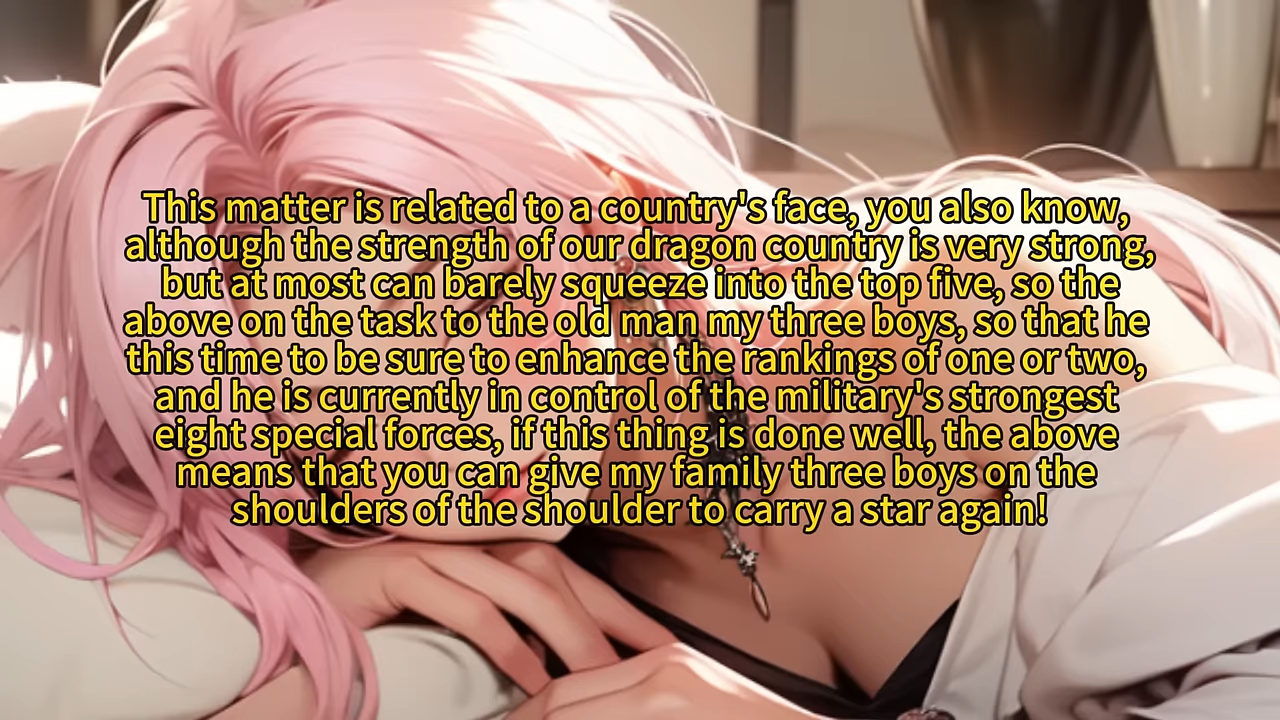 This matter is related to a country's face, you also know,
although the strength of our dragon country is very strong,
but at most can barely squeeze into the top five, so the
above on the task to the old man my three boys, so that he
this time to be sure to enhance the rankings of one or two,
and he is currently in control of the military's strongest
eight special forces, if this thing is done well, the above
means that you can give my family three boys on the
shoulders of the shoulder to carry a star again!